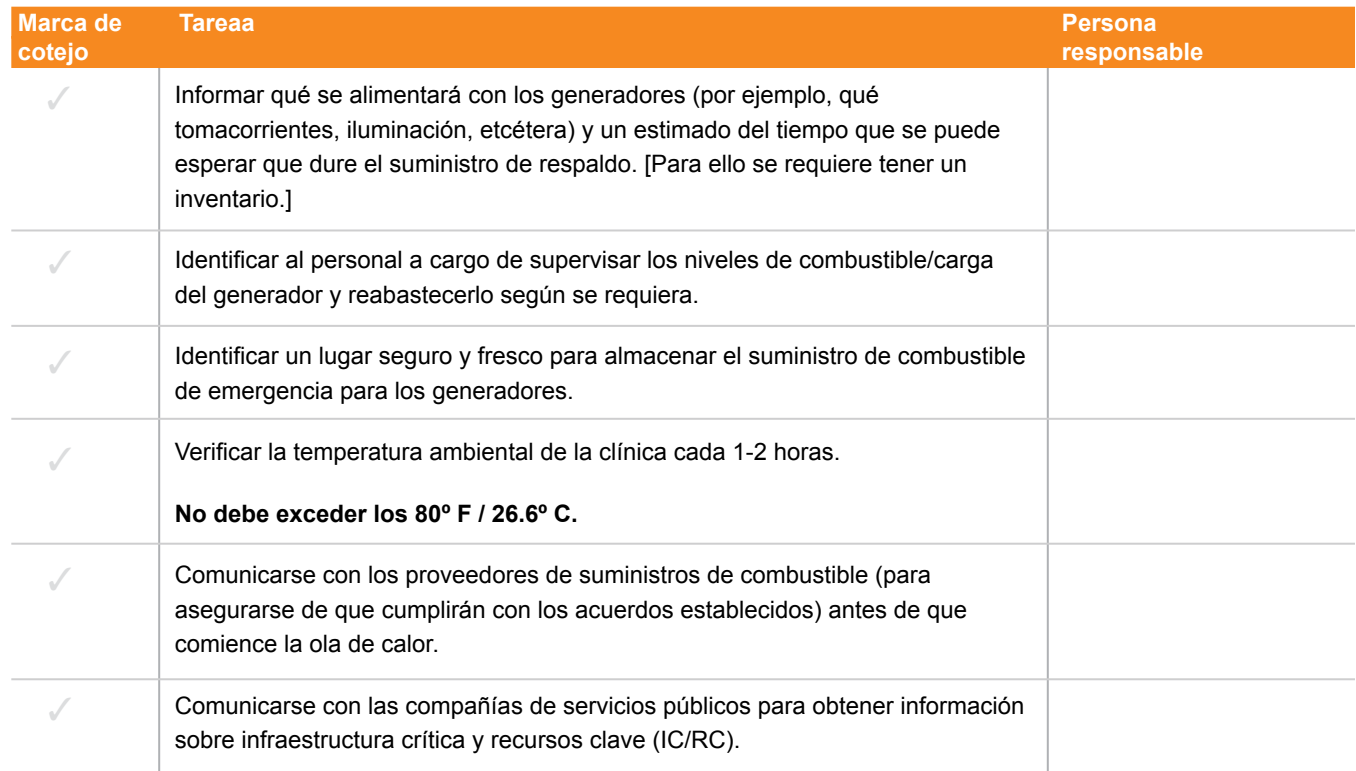 Marca de cotejo Tareaa Persona responsable
✓ Informar qué se alimentará con los generadores (por ejemplo, qué
tomacorrientes, iluminación, etcétera) y un estimado del tiempo que se puede
esperar que dure el suministro de respaldo. [Para ello se requiere tener un
inventario.]
✓ Identificar al personal a cargo de supervisar los niveles de combustible/carga
del generador y reabastecerlo según se requiera.
✓ Identificar un lugar seguro y fresco para almacenar el suministro de combustible
de emergencia para los generadores.
✓ Verificar la temperatura ambiental de la clínica cada 1-2 horas.
No debe exceder los 80º F / 26.6º C.
✓ Comunicarse con los proveedores de suministros de combustible (para
asegurarse de que cumplirán con los acuerdos establecidos) antes de que
comience la ola de calor.
✓ Comunicarse con las compañías de servicios públicos para obtener información
sobre infraestructura crítica y recursos clave (IC/RC).